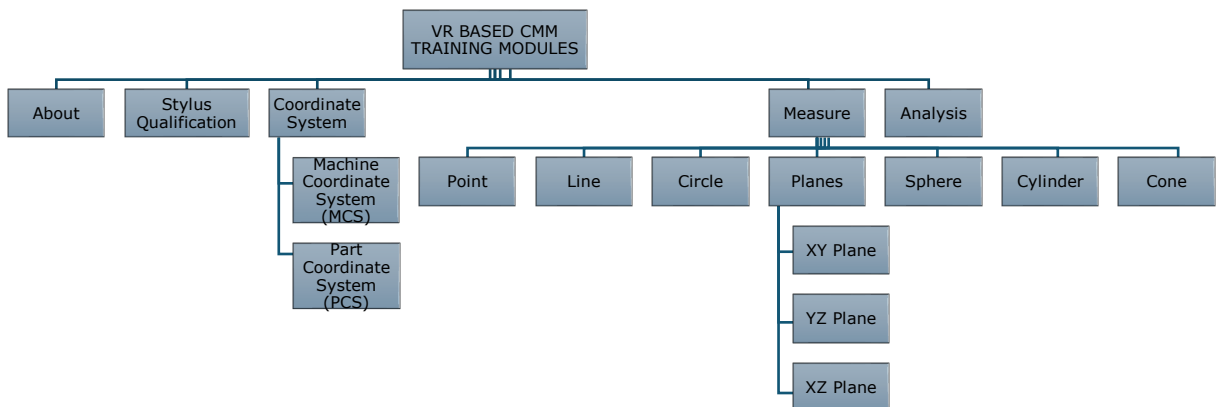 VR BASED CMM
TRAINING MODULES
About
Stylus
Qualification
Coordinate
System
Measure
Analysis
Machine
Coordinate
System
(MCS)
Part
Coordinate
System
(PCS)
Point
Line
Circle
Planes
Sphere
Cylinder
Cone
XY Plane
YZ Plane
XZ Plane